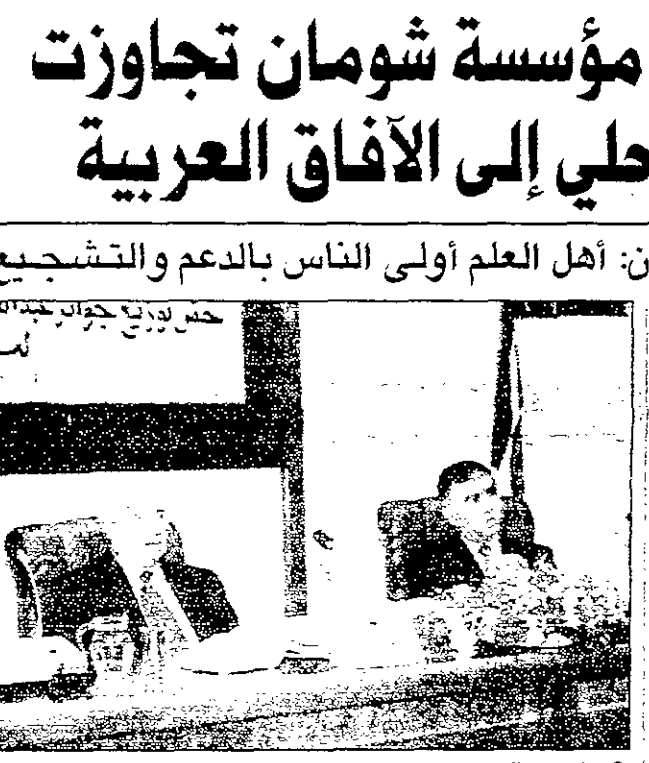 مؤسسة شومان تجاوزت
حلي إلى الآفاق العربية
ن: أهل العلم أولى الناس بالدعم والتشجيع